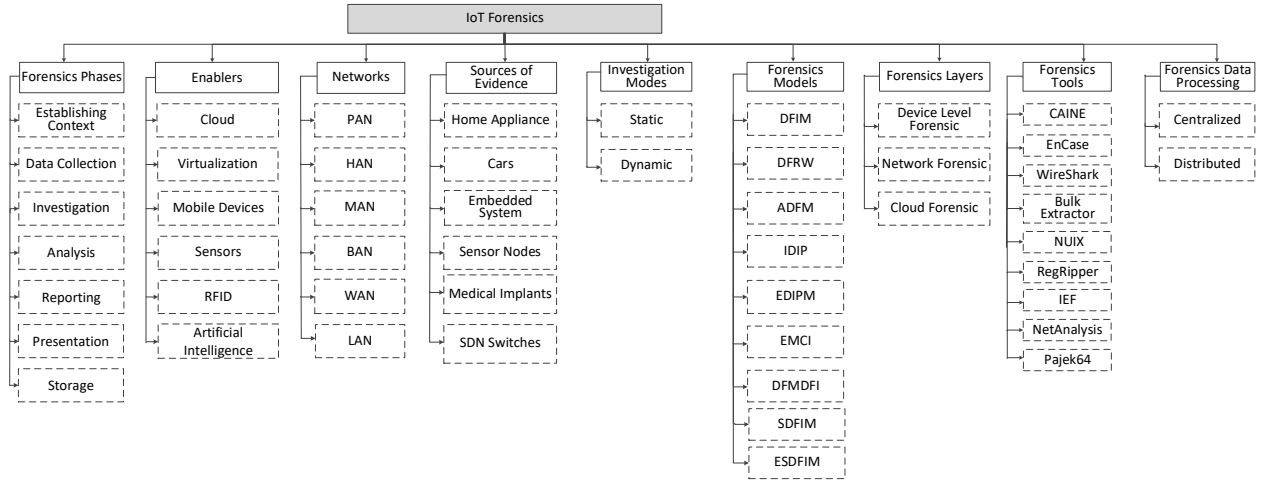 IoT Forensics
Forensics Phases
Establishing
Context
Data Collection
Investigation
Analysis
Reporting
Presentation
Storage
Enablers
Cloud
Virtualization
Mobile Devices
Sensors
RFID
Artificial
Intelligence
Networks
PAN
HAN
MAN
BAN
WAN
LAN
Sources of
Evidence
Home Appliance
Cars
Embedded
System
Sensor Nodes
Medical Implants
SDN Switches
Investigation
Modes
Static
Dynamic
Forensics
Models
DFIM
DFRW
ADFM
IDIP
EDIPM
EMCI
DFMDFI
SDFIM
ESDFIM
Forensics Layers
Device Level
Forensic
Network Forensic
Cloud Forensic
Forensics
Tools
CAINE
EnCase
WireShark
Bulk
Extractor
NUIX
RegRipper
IEF
NetAnalysis
Pajek64
Forensics Data
Processing
Centralized
Distributed